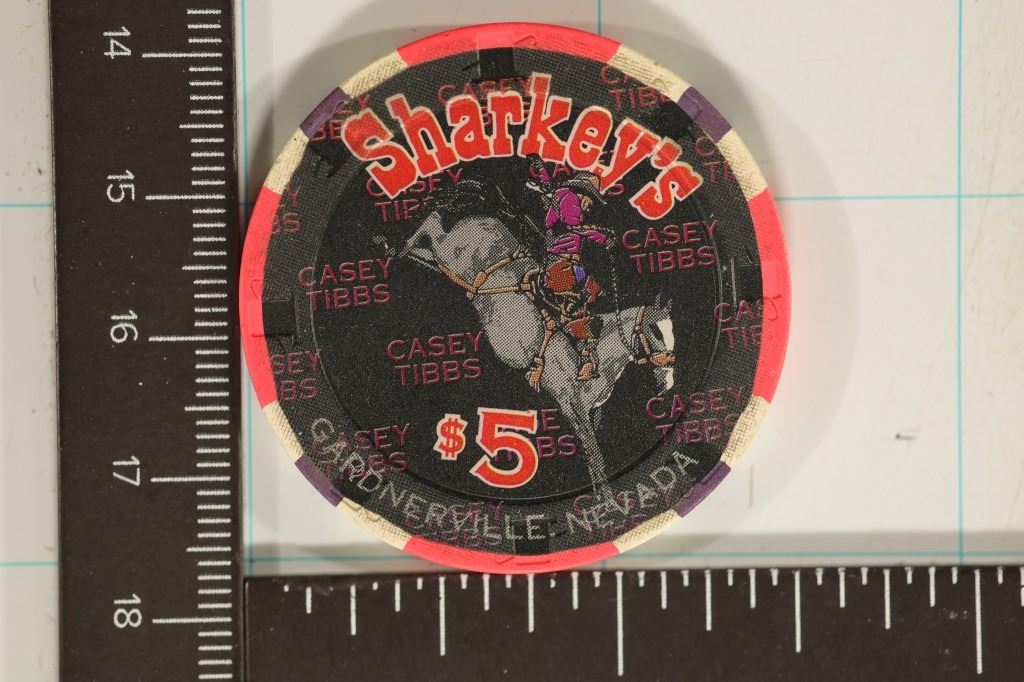 Sharkey's
CASEY
TIBBS
CASEY
TIBBS
CASEY
TIBBS
CASEY
TIBBS
CASEY
TIBBS
$5
GARDNERVILLE, NEVADA
14
15
16
17
18